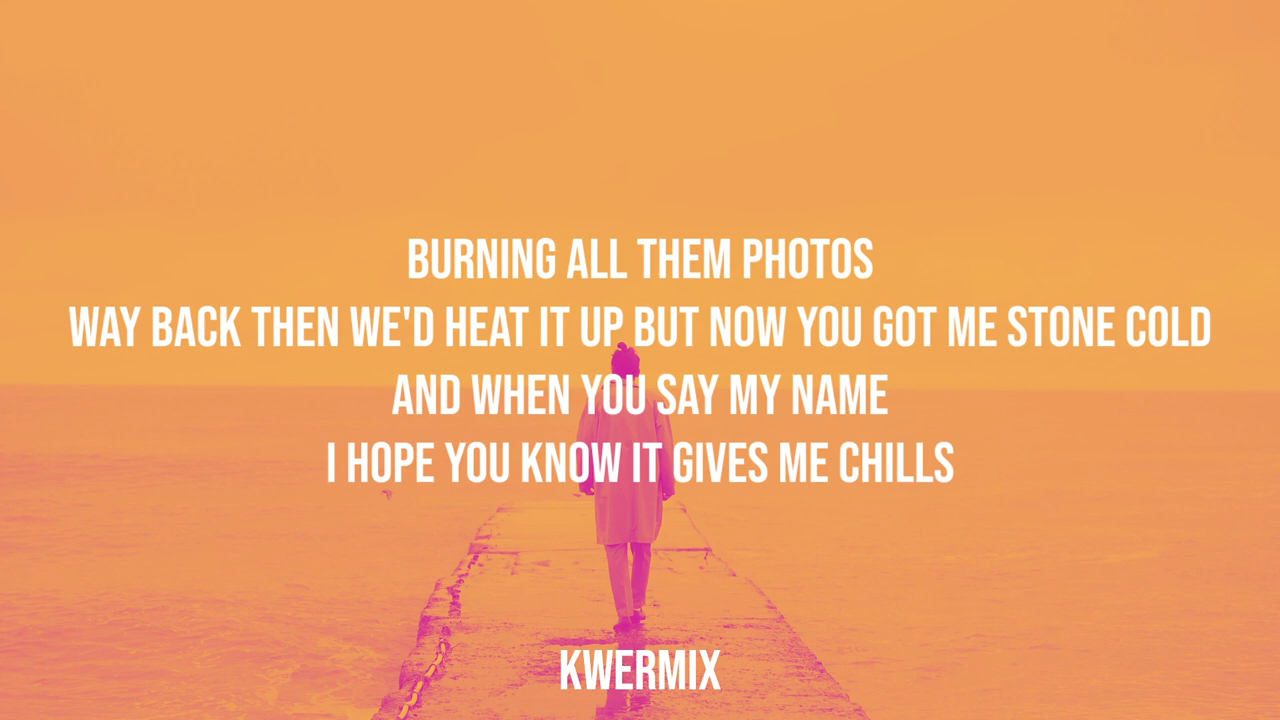 BURNING ALL THEM PHOTOS
WAY BACK THEN WE'D HEAT IT UP BUT NOW YOU GOT ME STONE COLD
AND WHEN YOU SAY MY NAME
I HOPE YOU KNOW IT GIVES ME CHILLS
KWERMIX